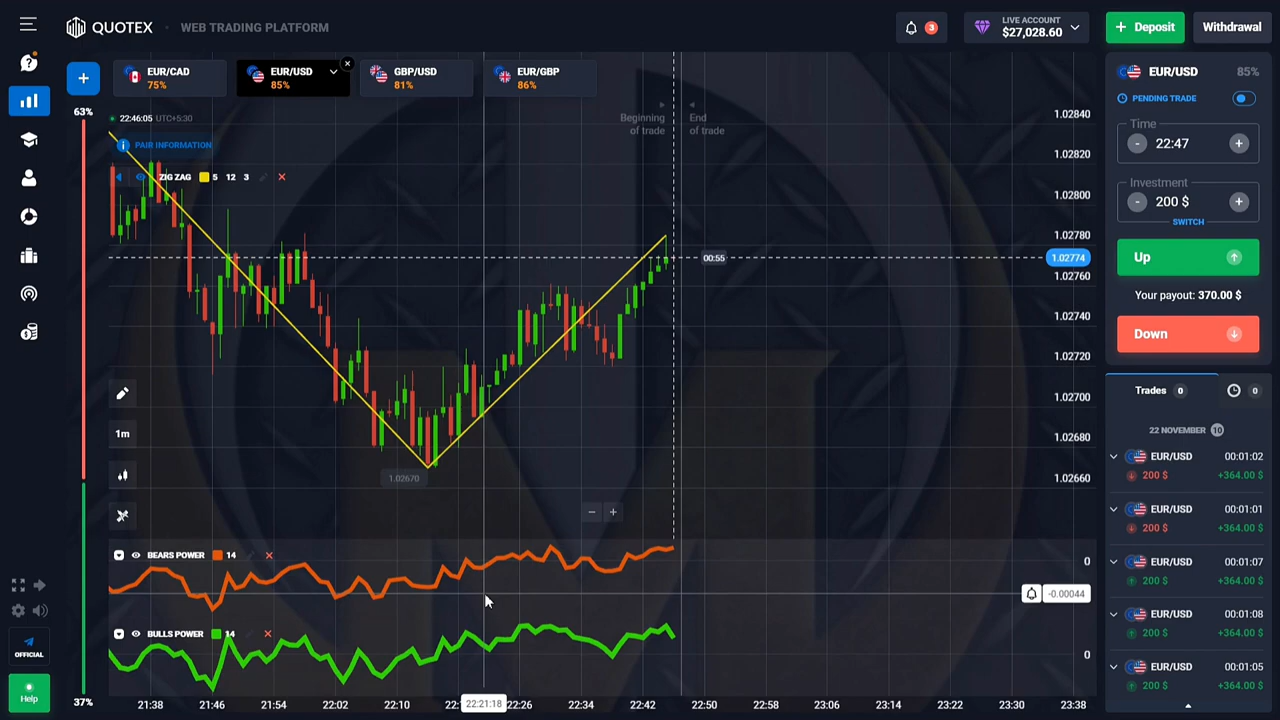 QUOTEX
WEB TRADING PLATFORM
3
LIVE ACCOUNT
$27,028.60
+ Deposit
Withdrawal
EUR/CAD
75%
EUR/USD
85%
GPB/USD
81%
EUR/GBP
86%
63%
22:46:05 UTC+5:30
PAIR INFORMATION
ZIG ZAG 5 12 3
Beginning
of trade
End
of trade
1.02840
1.02820
1.02800
1.02780
1.02774
1.02760
1.02740
1.02720
1.02700
1.02680
1.02660
00:55
1.02670
1m
BEARS POWER 14
0
-0.00044
BULLS POWER 14
0
37%
21:38
21:46
21:54
22:02
22:10
22:
22:21:18
22:26
22:34
22:42
22:50
22:58
23:06
23:14
23:22
23:30
23:38
OFFICIAL
Help
EUR/USD
85%
PENDING TRADE
Time
- 22:47 +
Investment
- 200 $ +
SWITCH
Up
Your payout: 370.00 $
Down
Trades 0
0
22 NOVEMBER 10
EUR/USD 00:01:02
200 $ +364.00 $
EUR/USD 00:01:01
200 $ +364.00 $
EUR/USD 00:01:07
200 $ +364.00 $
EUR/USD 00:01:08
200 $ +364.00 $
EUR/USD 00:01:05
200 $ +364.00 $